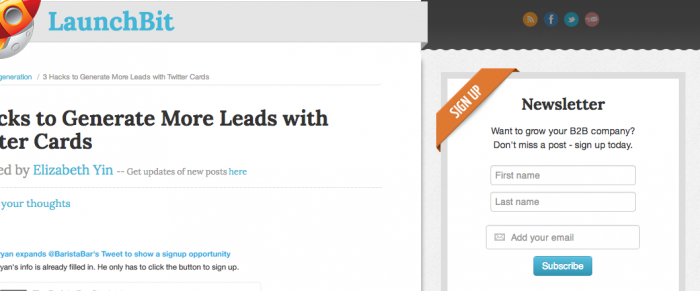 LaunchBit
generation / 3 Hacks to Generate More Leads with Twitter Cards
cks to Generate More Leads with
ter Cards
ed by Elizabeth Yin -- Get updates of new posts here
your thoughts
ryan expands @BaristaBar's Tweet to show a signup opportunity
ryan's info is already filled in. He only has to click the button to sign up.
SIGN UP
Newsletter
Want to grow your B2B company?
Don't miss a post - sign up today.
First name
Last name
Add your email
Subscribe